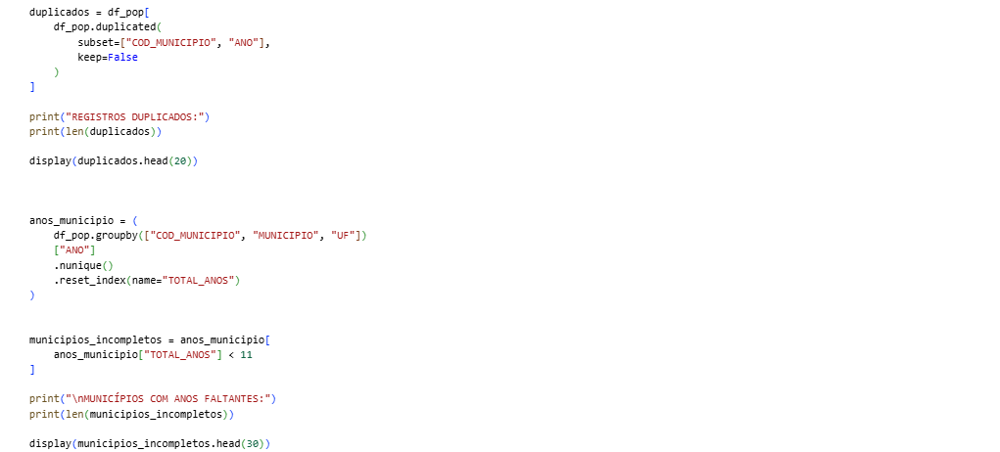 duplicados = df_pop[
    df_pop.duplicated(
        subset=["COD_MUNICIPIO", "ANO"],
        keep=False
    )
]
print("REGISTROS DUPLICADOS:")
print(len(duplicados))
display(duplicados.head(20))
anos_municipio = (
    df_pop.groupby(["COD_MUNICIPIO", "MUNICIPIO", "UF"])
    ["ANO"]
    .nunique()
    .reset_index(name="TOTAL_ANOS")
)
municipios_incompletos = anos_municipio[
    anos_municipio["TOTAL_ANOS"] < 11
]
print("\nMUNICÍPIOS COM ANOS FALTANTES:")
print(len(municipios_incompletos))
display(municipios_incompletos.head(30))